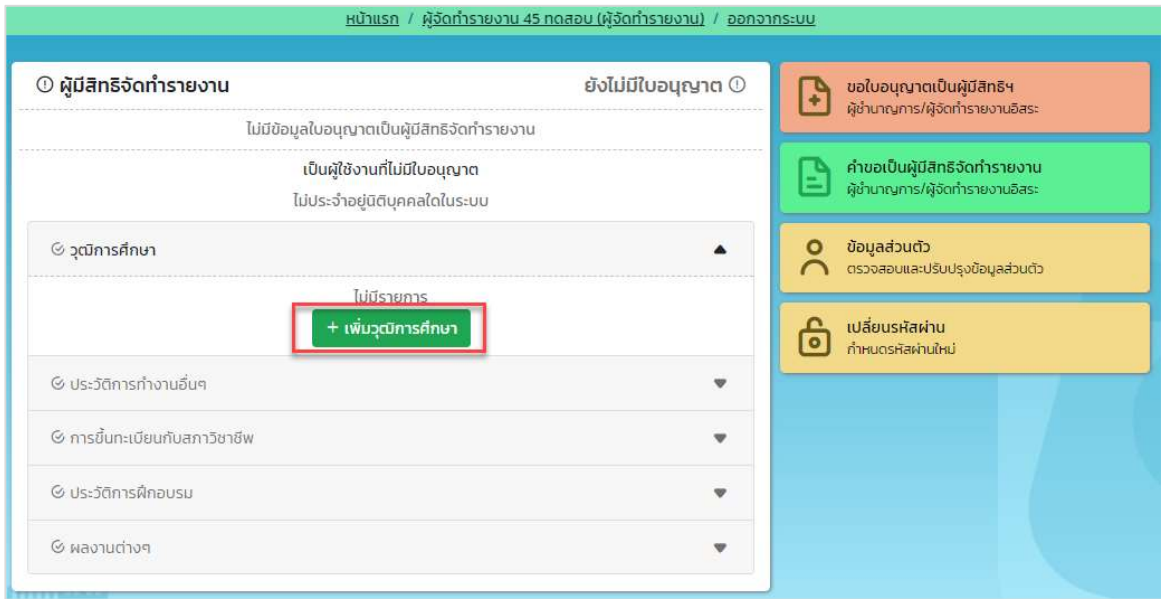 หน้าแรก / ผู้จัดทำรายงาน 45 ทดสอบ (ผู้จัดทำรายงาน) / ออกจากระบบ
ผู้มีสิทธิจัดทำรายงาน ยังไม่มีใบอนุญาต
ไม่มีข้อมูลใบอนุญาตเป็นผู้มีสิทธิจัดทำรายงาน
เป็นผู้ใช้งานที่ไม่มีใบอนุญาต
ไม่ประจำอยู่นิติบุคคลใดในระบบ
วุฒิการศึกษา
ไม่มีรายการ
+ เพิ่มวุฒิการศึกษา
ประวัติการทำงานอื่นๆ
การขึ้นทะเบียนกับสภาวิชาชีพ
ประวัติการฝึกอบรม
ผลงานต่างๆ
ขอใบอนุญาตเป็นผู้มีสิทธิฯ
ผู้ชำนาญการ/ผู้จัดทำรายงานอิสระ
คำขอเป็นผู้มีสิทธิจัดทำรายงาน
ผู้ชำนาญการ/ผู้จัดทำรายงานอิสระ
ข้อมูลส่วนตัว
ตรวจสอบและปรับปรุงข้อมูลส่วนตัว
เปลี่ยนรหัสผ่าน
กำหนดรหัสผ่านใหม่